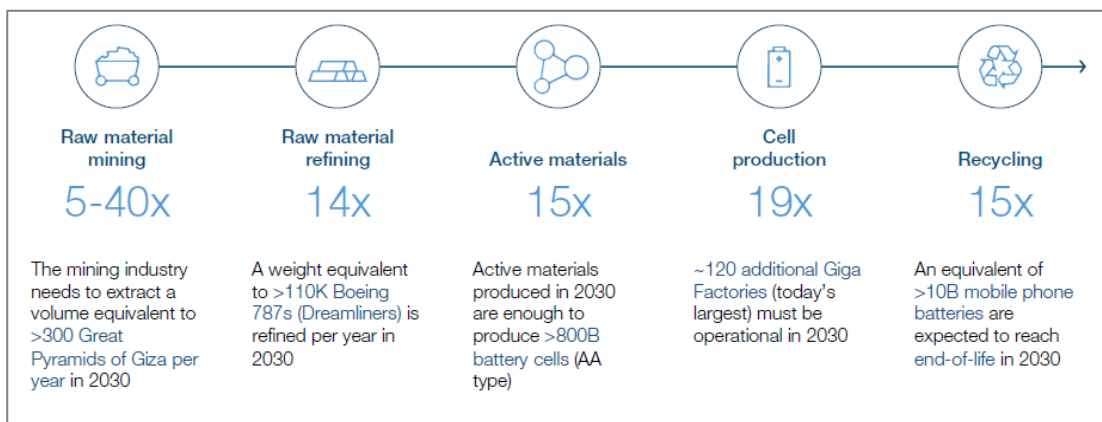 Raw material
mining
5-40x
The mining industry
needs to extract a
volume equivalent to
>300 Great
Pyramids of Giza per
year in 2030
Raw material
refining
14x
A weight equivalent
to >110K Boeing
787s (Dreamliners) is
refined per year in
2030
Active materials
15x
Active materials
produced in 2030
are enough to
produce >800B
battery cells (AA
type)
Cell
production
19x
~120 additional Giga
Factories (today's
largest) must be
operational in 2030
Recycling
15x
An equivalent of
>10B mobile phone
batteries are
expected to reach
end-of-life in 2030